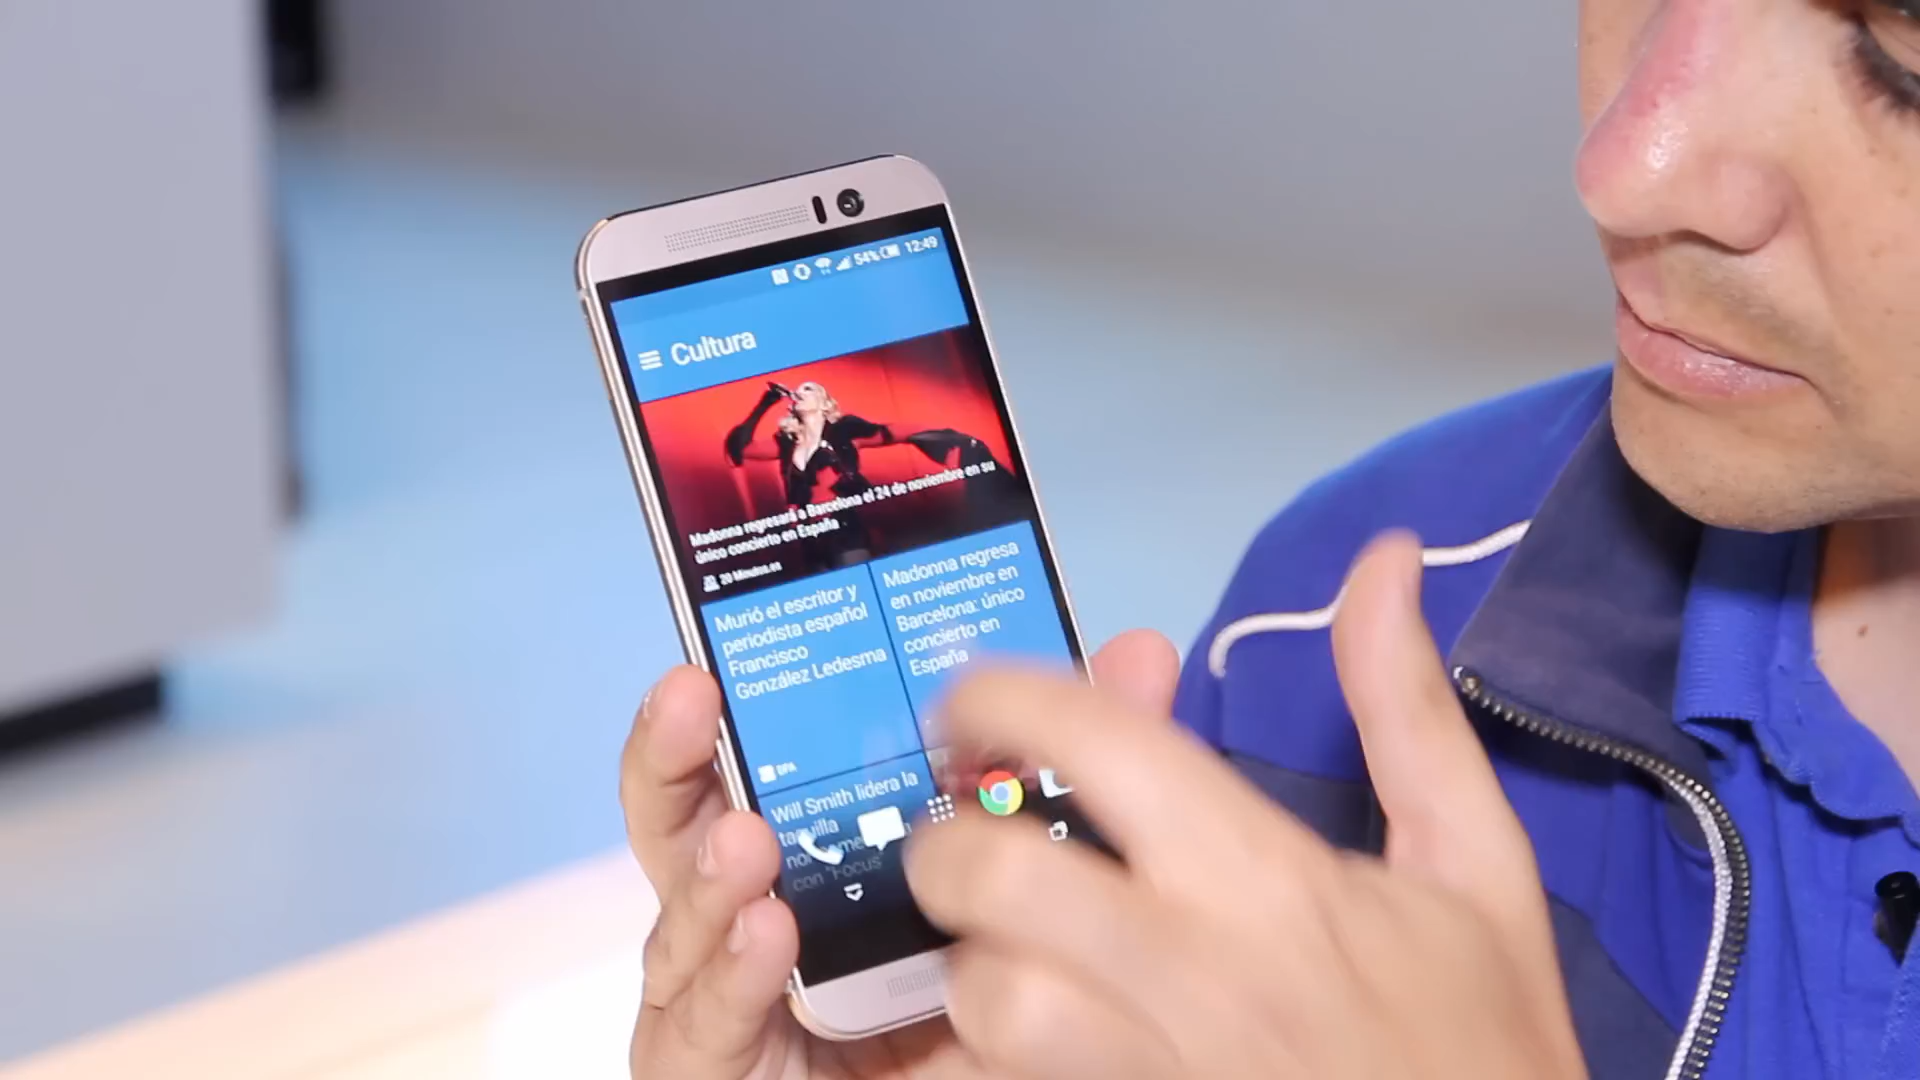 54% 12:49
Cultura
Madonna regresará a Barcelona el 24 de noviembre en su
único concierto en España
20 Minutos.es
Murió el escritor y
periodista español
Francisco
González Ledesma
DPA
Madonna regresa
en noviembre en
Barcelona: único
concierto en
España
Will Smith lidera la
taquilla
con "Focus"